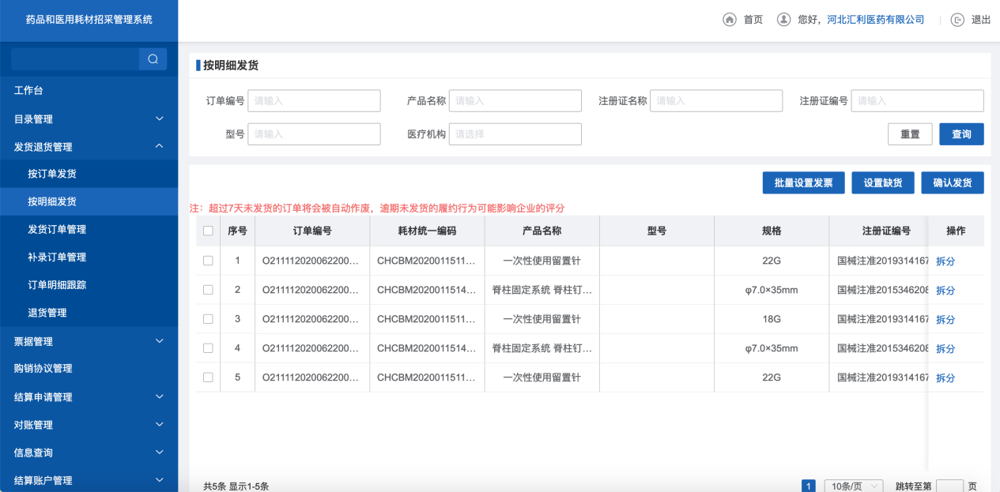 药品和医用耗材招采管理系统
首页 您好，河北汇利医药有限公司 退出
工作台
目录管理
发货退货管理
按订单发货
按明细发货
发货订单管理
补录订单管理
订单明细跟踪
退货管理
票据管理
购销协议管理
结算申请管理
对账管理
信息查询
结算账户管理
按明细发货
订单编号 请输入 产品名称 请输入 注册证名称 请输入 注册证编号 请输入
型号 请输入 医疗机构 请选择 重置 查询
批量设置发票 设置缺货 确认发货
注：超过7天未发货的订单将会被自动作废，逾期未发货的履约行为可能影响企业的评分
序号 订单编号 耗材统一编码 产品名称 型号 规格 注册证编号 操作
1 O211112020062200... CHCBM2020011511... 一次性使用留置针 22G 国械注准2019314167 拆分
2 O211112020062200... CHCBM2020011514... 脊柱固定系统 脊柱钉... φ7.0×35mm 国械注准2015346208 拆分
3 O211112020062200... CHCBM2020011511... 一次性使用留置针 18G 国械注准2019314167 拆分
4 O211112020062200... CHCBM2020011514... 脊柱固定系统 脊柱钉... φ7.0×35mm 国械注准2015346208 拆分
5 O211112020062200... CHCBM2020011511... 一次性使用留置针 22G 国械注准2019314167 拆分
共5条 显示1-5条 1 10条/页 跳转至第 页